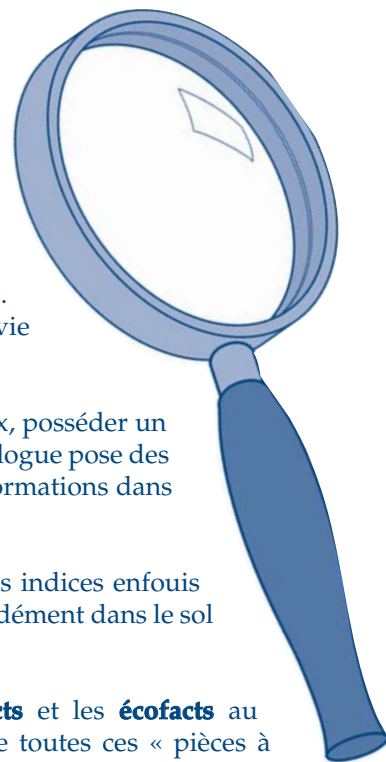 .
vie
x, posséder un
logue pose des
ormations dans
s indices enfouis
dément dans le sol
cts et les écofacts au
e toutes ces « pièces à